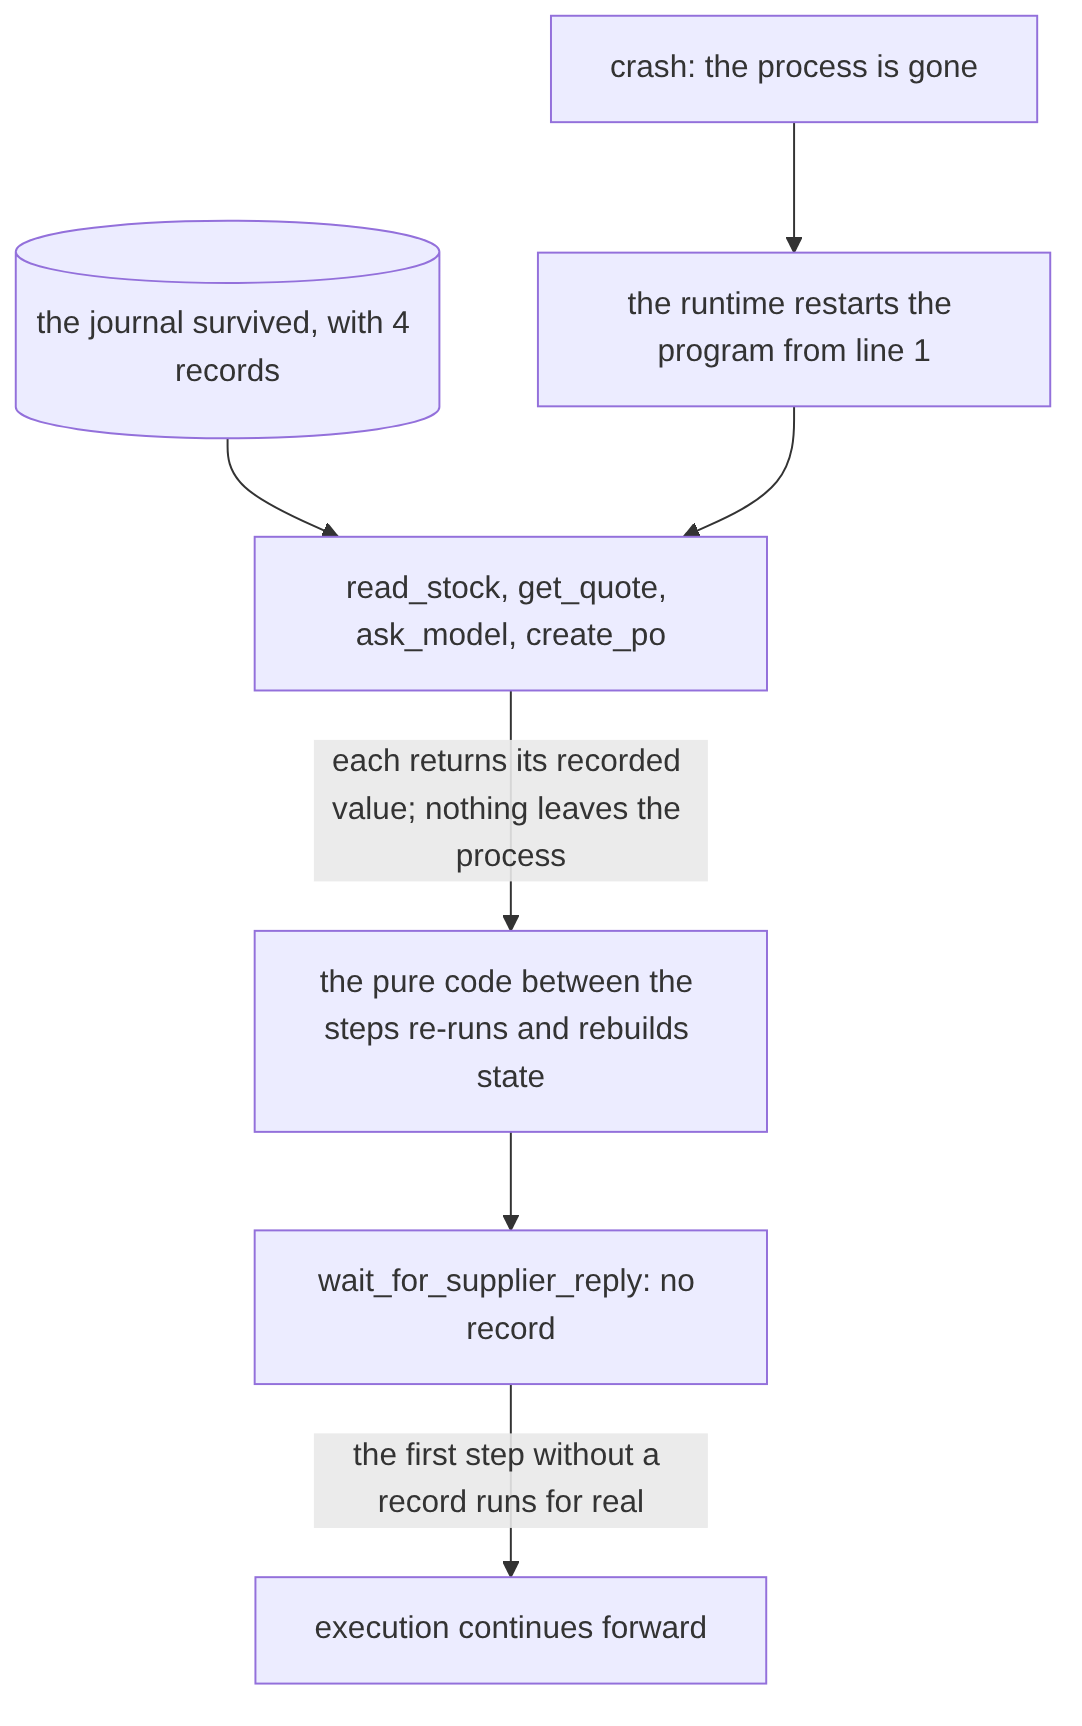 crash: the process is gone
the runtime restarts the
program from line 1
the journal survived, with 4
records
read_stock, get_quote,
ask_model, create_po
each returns its recorded
value; nothing leaves the
process
the pure code between the
steps re-runs and rebuilds
state
wait_for_supplier_reply: no
record
the first step without a
record runs for real
execution continues forward